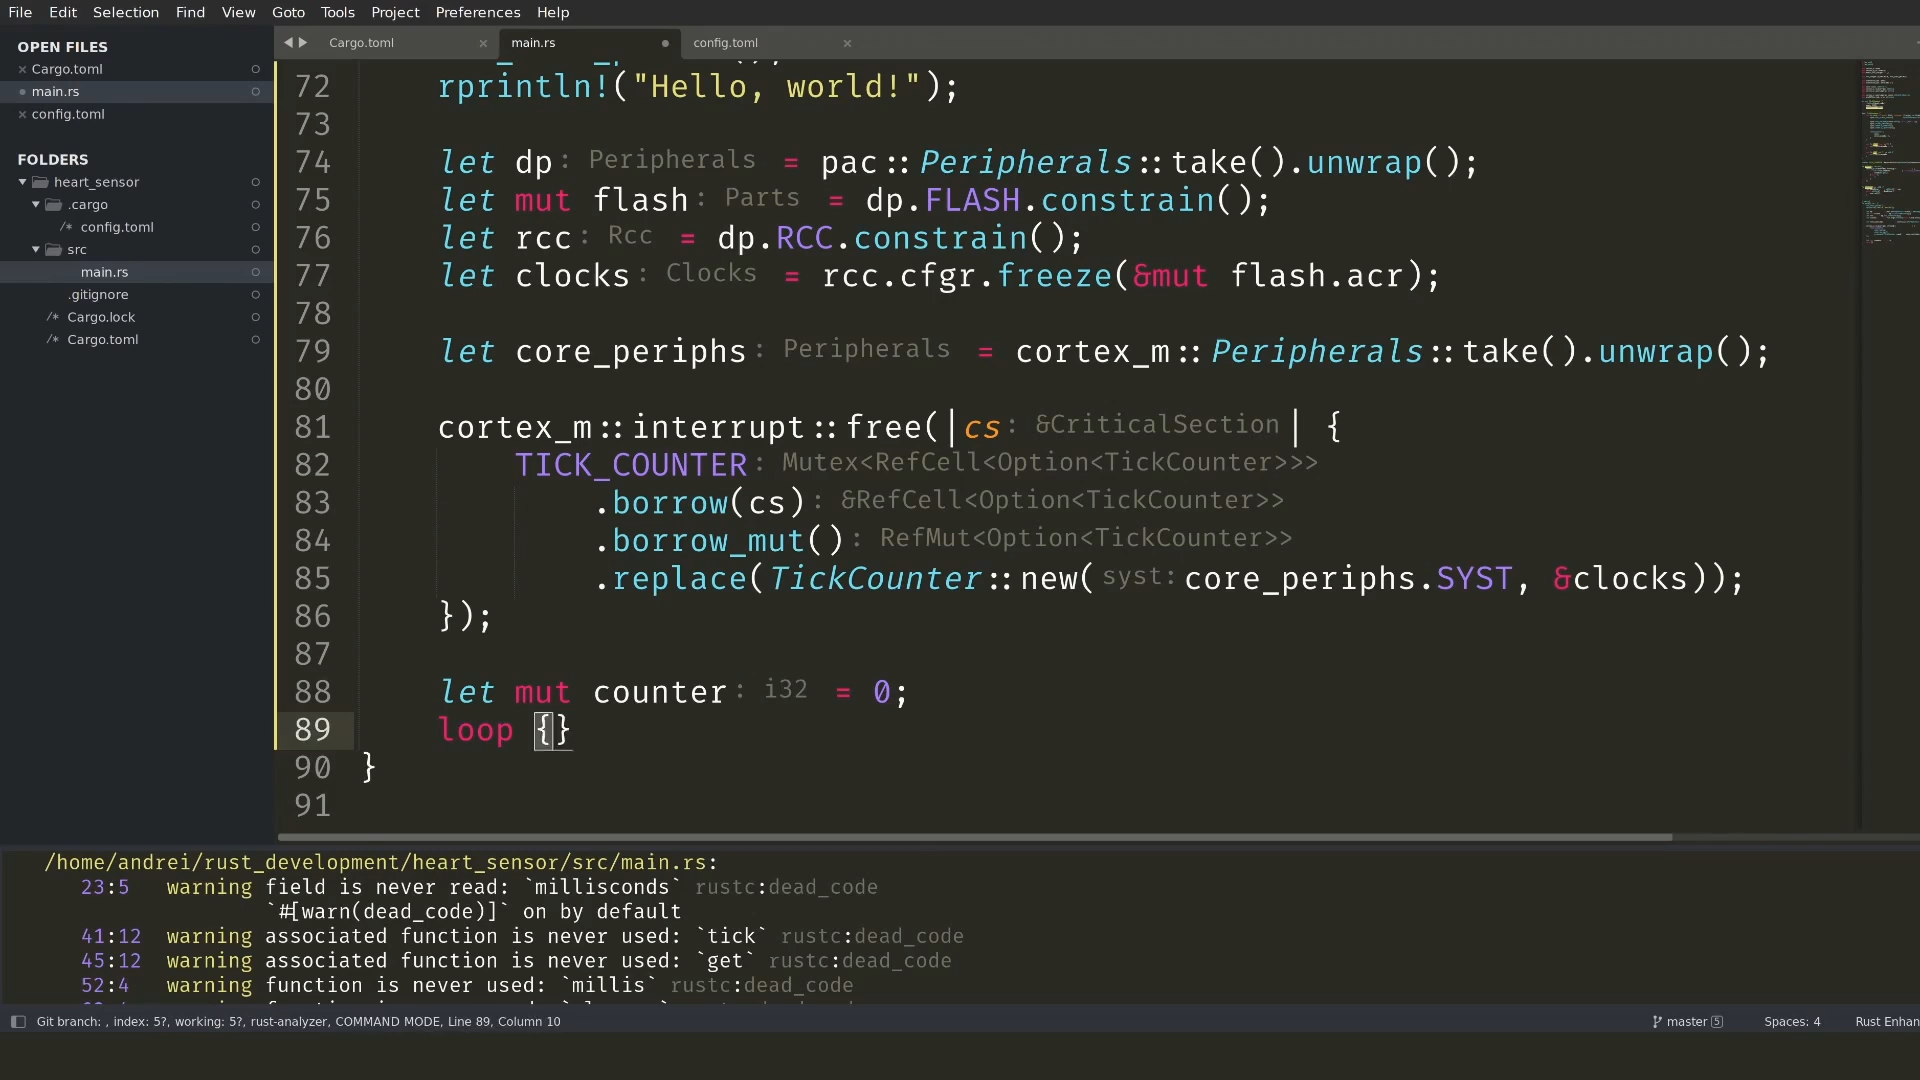 File Edit Selection Find View Goto Tools Project Preferences Help
OPEN FILES
Cargo.toml
main.rs
config.toml
FOLDERS
heart_sensor
.cargo
/* config.toml
src
main.rs
.gitignore
/* Cargo.lock
/* Cargo.toml
Cargo.toml main.rs config.toml
72 rprintln!("Hello, world!");
73
74 let dp: Peripherals = pac::Peripherals::take().unwrap();
75 let mut flash: Parts = dp.FLASH.constrain();
76 let rcc: Rcc = dp.RCC.constrain();
77 let clocks: Clocks = rcc.cfgr.freeze(&mut flash.acr);
78
79 let core_periphs: Peripherals = cortex_m::Peripherals::take().unwrap();
80
81 cortex_m::interrupt::free(|cs: &CriticalSection| {
82 TICK_COUNTER: Mutex<RefCell<Option<TickCounter>>>
83 .borrow(cs): &RefCell<Option<TickCounter>>
84 .borrow_mut(): RefMut<Option<TickCounter>>
85 .replace(TickCounter::new(syst: core_periphs.SYST, &clocks));
86 });
87
88 let mut counter: i32 = 0;
89 loop {}
90 }
91
/home/andrei/rust_development/heart_sensor/src/main.rs:
23:5 warning field is never read: `millisconds` rustc:dead_code
`#[warn(dead_code)]` on by default
41:12 warning associated function is never used: `tick` rustc:dead_code
45:12 warning associated function is never used: `get` rustc:dead_code
52:4 warning function is never used: `millis` rustc:dead_code
Git branch: , index: 5?, working: 5?, rust-analyzer, COMMAND MODE, Line 89, Column 10
master 5 Spaces: 4 Rust Enhan